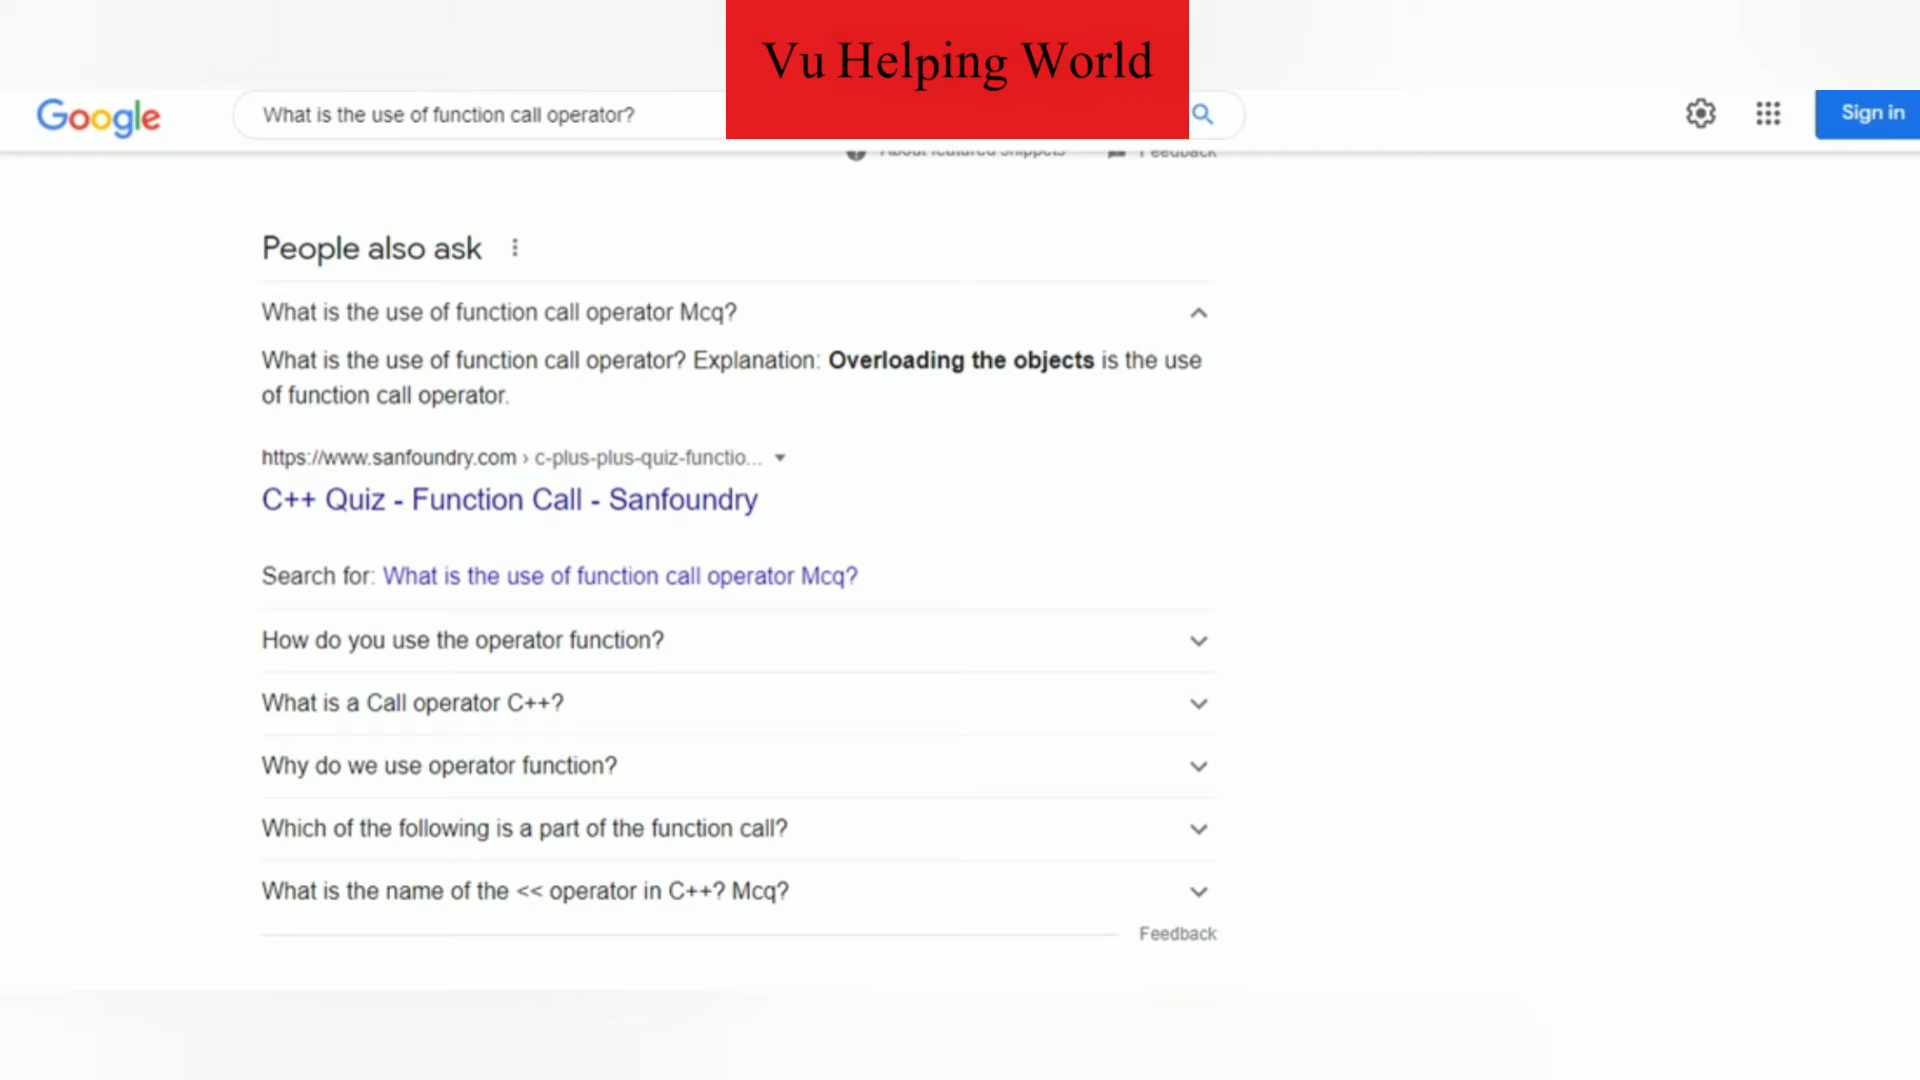 Vu Helping World
Google
What is the use of function call operator?
Sign in
About featured snippets
Feedback
People also ask
What is the use of function call operator Mcq?
What is the use of function call operator? Explanation: Overloading the objects is the use
of function call operator.
https://www.sanfoundry.com › c-plus-plus-quiz-functio...
C++ Quiz - Function Call - Sanfoundry
Search for: What is the use of function call operator Mcq?
How do you use the operator function?
What is a Call operator C++?
Why do we use operator function?
Which of the following is a part of the function call?
What is the name of the << operator in C++? Mcq?
Feedback